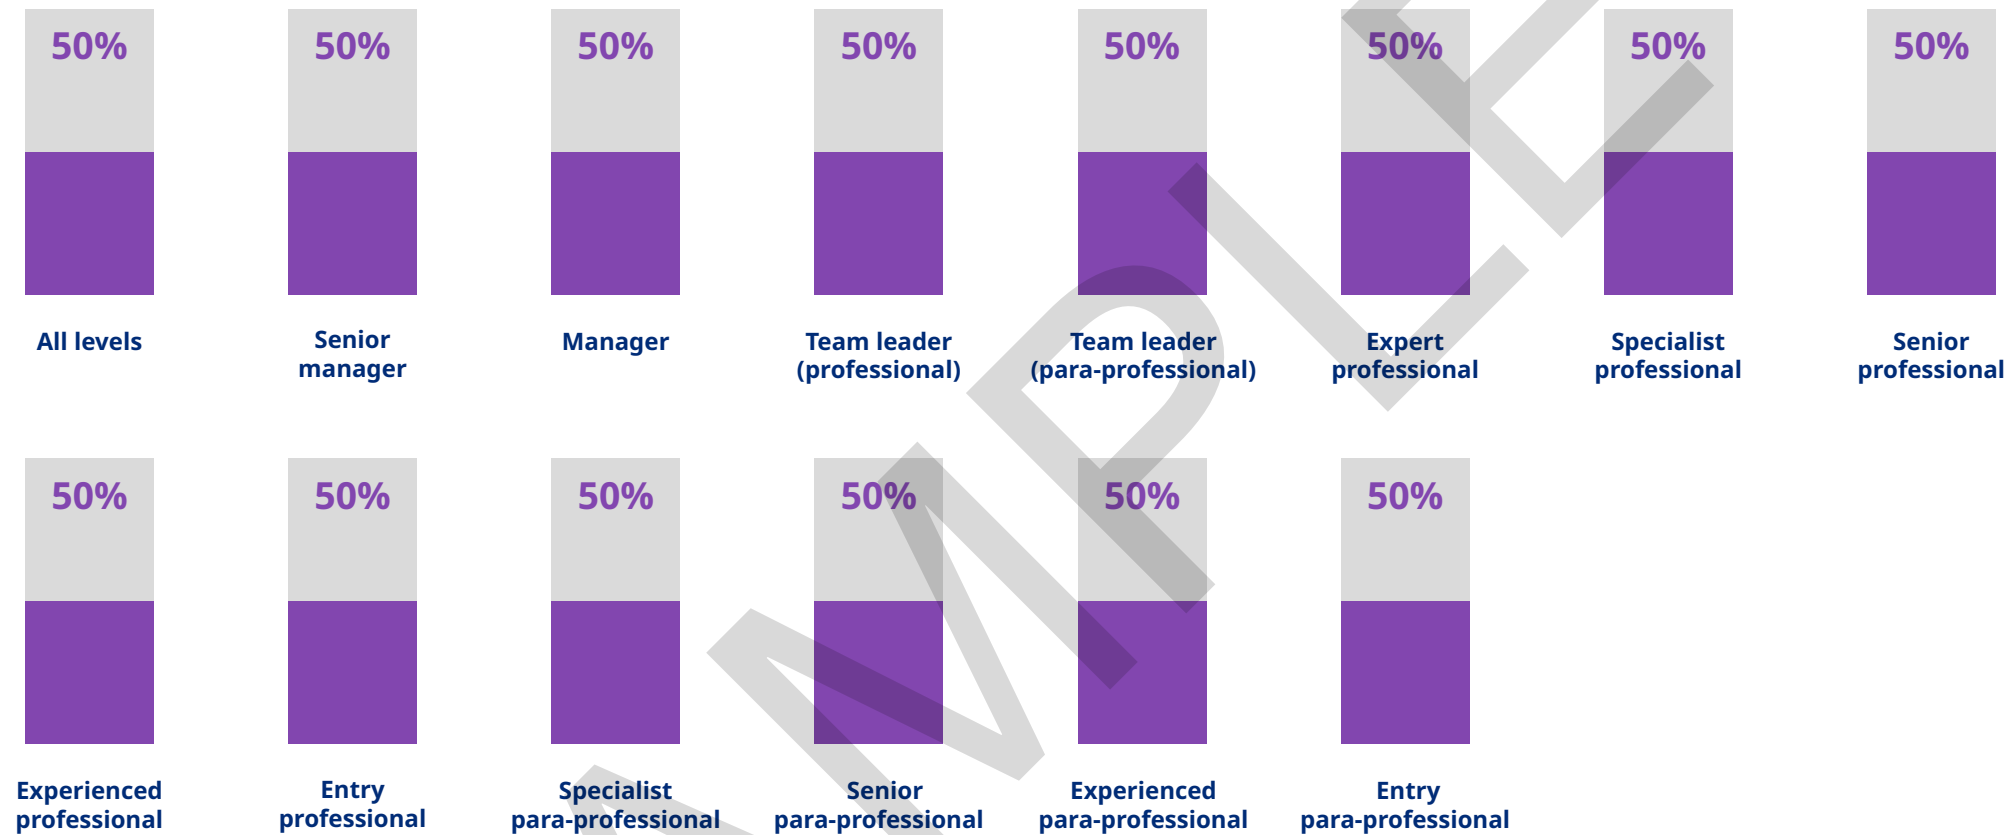 50% 50% 50% 50% 50% 50% 50% 50%
All levels
Senior
manager
Manager
Team leader
(professional)
Team leader
(para-professional)
Expert
professional
Specialist
professional
Senior
professional
50% 50% 50% 50% 50% 50%
Experienced
professional
Entry
professional
Specialist
para-professional
Senior
para-professional
Experienced
para-professional
Entry
para-professional
AMPLE